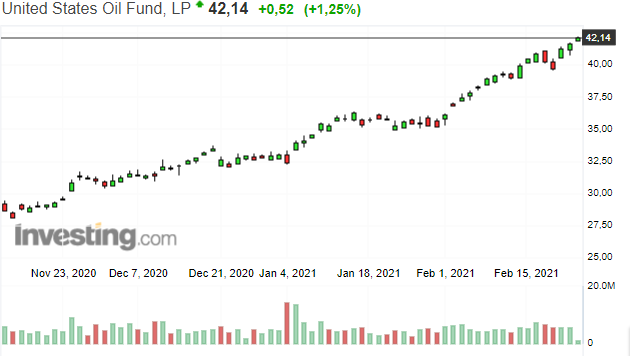 United States Oil Fund, LP 42,14 +0,52 (+1,25%)
42,14
40,00
37,50
35,00
32,50
30,00
27,50
25,00
Investing.com
Nov 23, 2020 Dec 7, 2020 Dec 21, 2020 Jan 4, 2021 Jan 18, 2021 Feb 1, 2021 Feb 15, 2021
20.0M
0